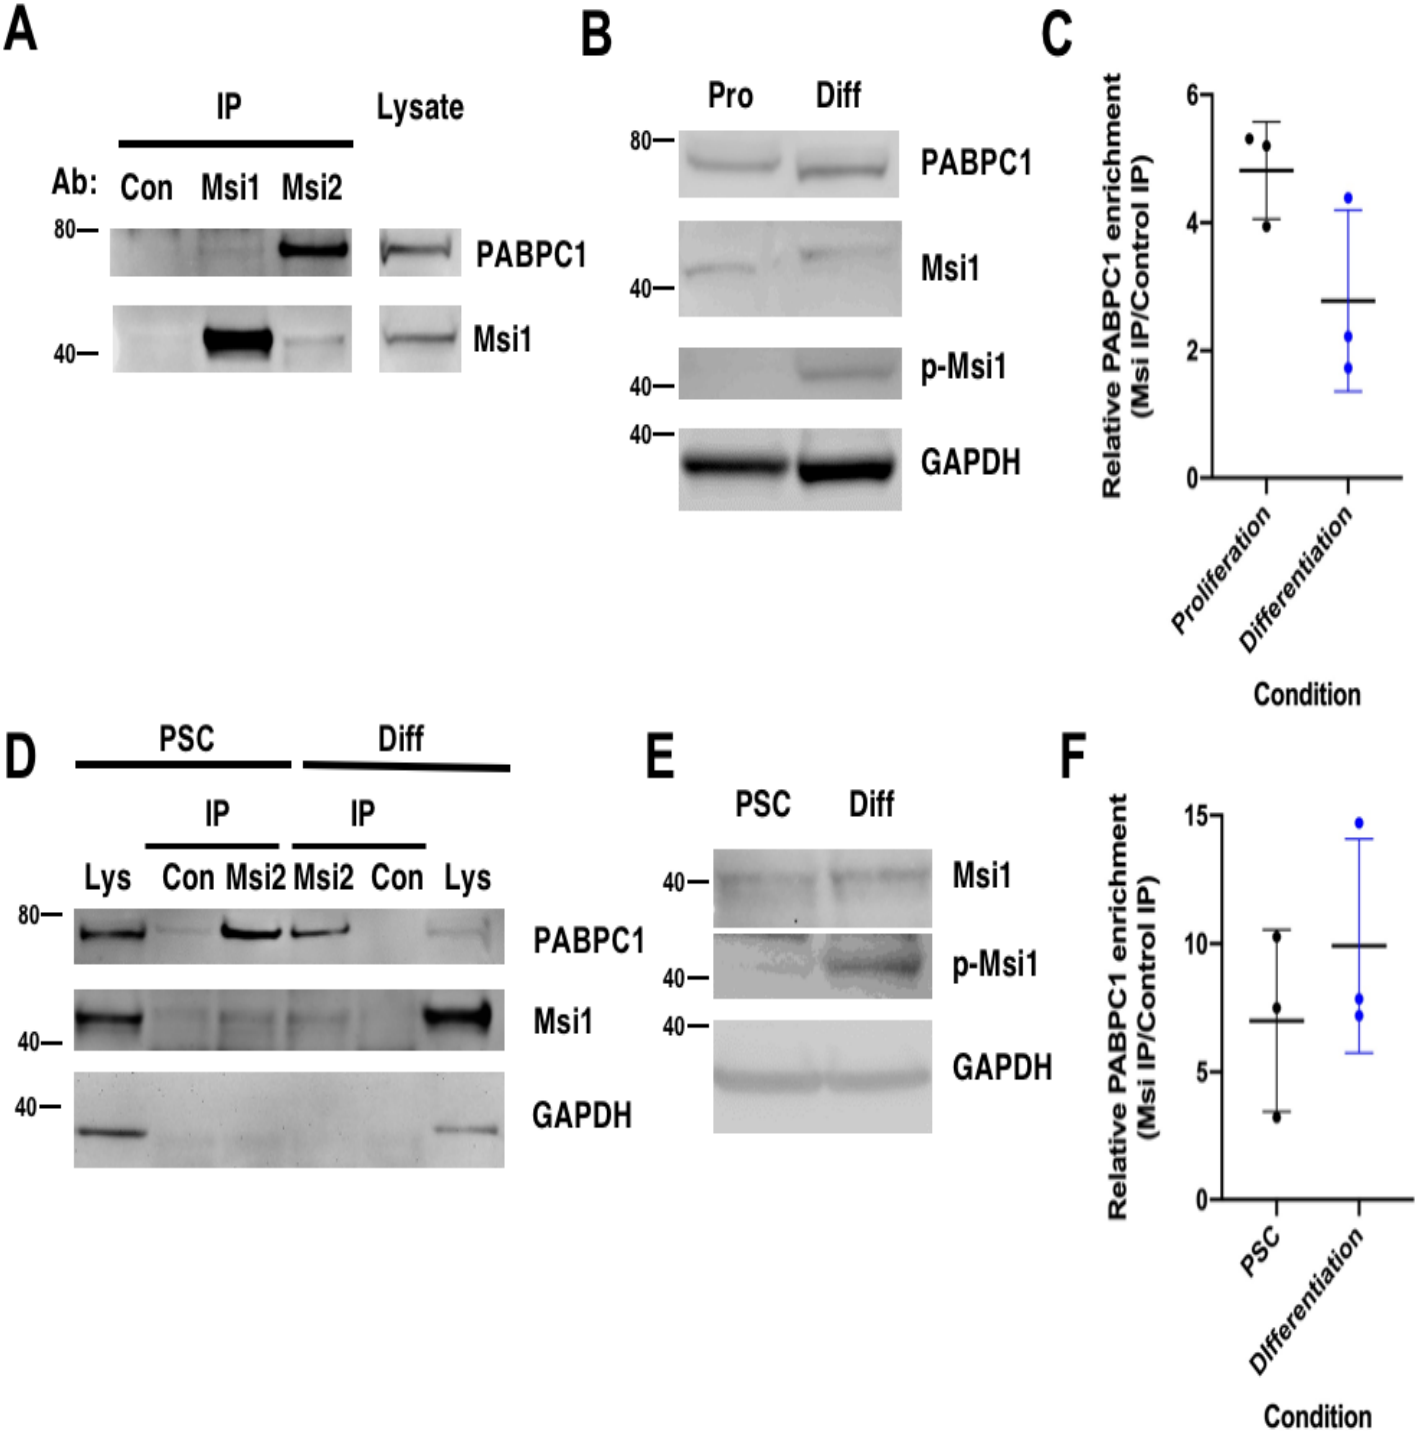 A
IP
Lysate
Ab: Con Msi1 Msi2
80
PABPC1
40
Msi1
B
Pro Diff
80
PABPC1
40
Msi1
40
p-Msi1
40
GAPDH
C
Relative PABPC1 enrichment
(Msi IP/Control IP)
6
4
2
0
Proliferation
Differentiation
Condition
D
PSC Diff
IP IP
Lys Con Msi2 Msi2 Con Lys
80
PABPC1
40
Msi1
40
GAPDH
E
PSC Diff
40
Msi1
40
p-Msi1
40
GAPDH
F
Relative PABPC1 enrichment
(Msi IP/Control IP)
15
10
5
0
PSC
DIfferentiation
Condition